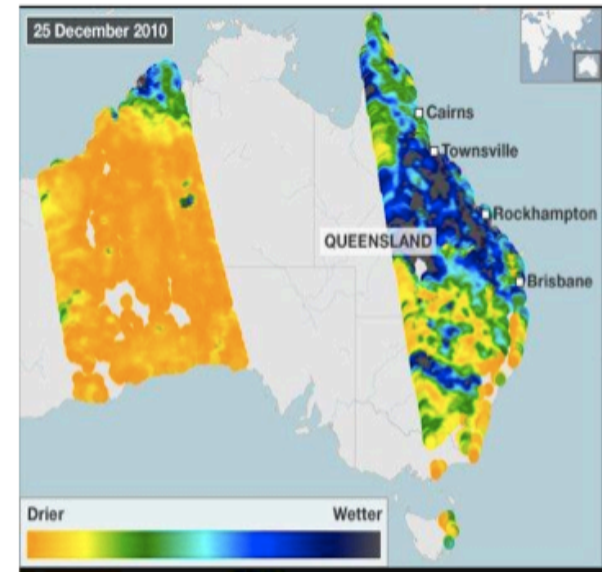 25 December 2010
Cairns
Townsville
Rockhampton
QUEENSLAND
Brisbane
Drier
Wetter